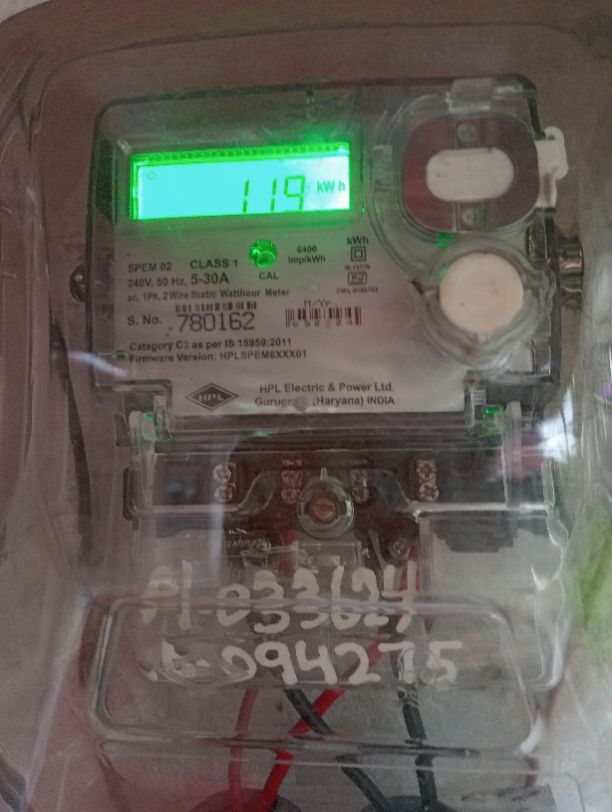 119 kWh
SPEM 02 CLASS 1 6400 imp/kWh kWh
240V, 50 Hz, 5-30A CAL
ac, 1Ph, 2 Wire Static Watthour Meter
S. No. 780162
Category C3 as per IS 15959:2011
Firmware Version: HPLSPEM6XXX01
HPL HPL Electric & Power Ltd.
(Haryana) INDIA
033624
094275